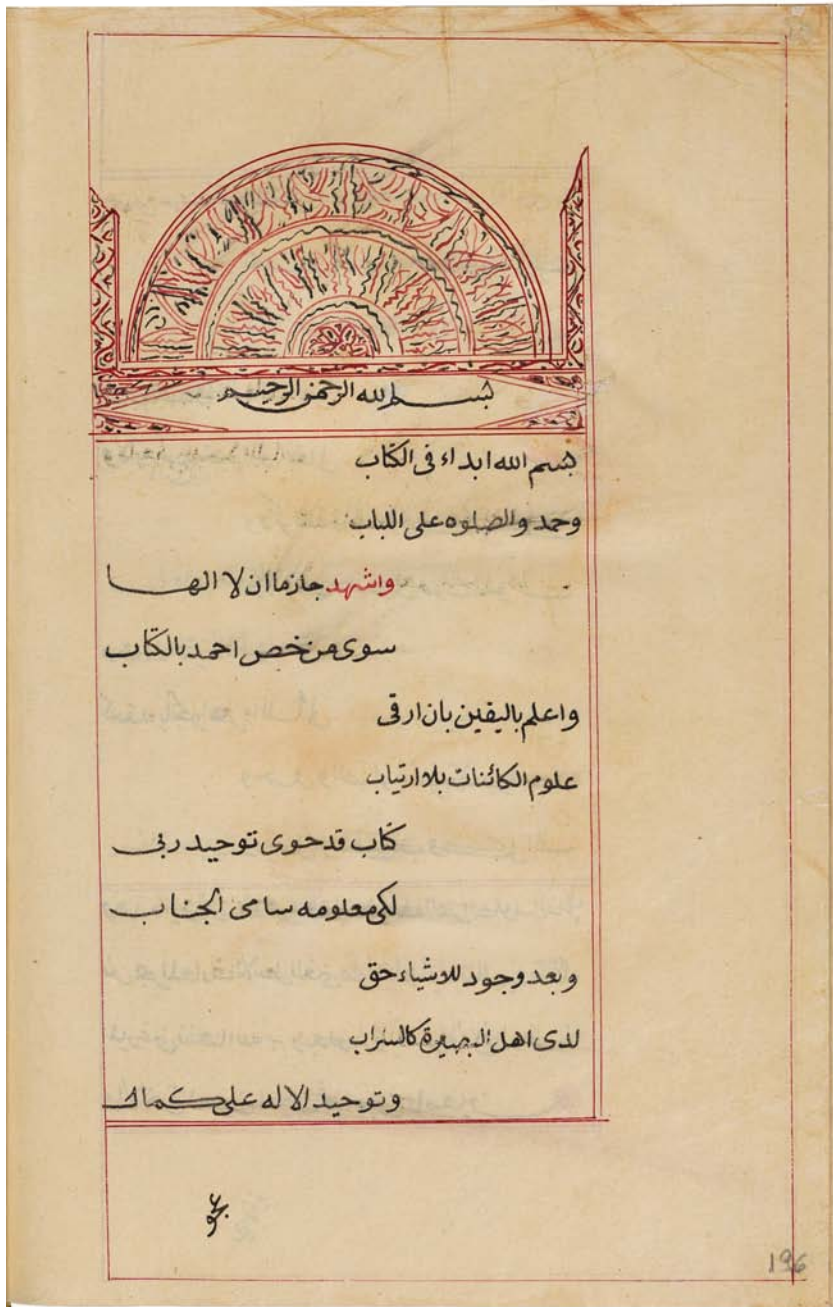 بسم الله الرحمن الرحيم
بسم الله ابداء فى الكتاب
وحمد والصلوه على اللباب
واشهد جازما ان لا الها
سوى من خص احمد بالكتاب
واعلم باليقين بان ارقى
علوم الكائنات بلا ارتياب
كتاب قد حوى توحيد ربى
لكى معلومه سامى الجناب
وبعد وجود للاشياء حق
لدى اهل البصيرة كالسراب
وتوحيد الاله على كمال
196